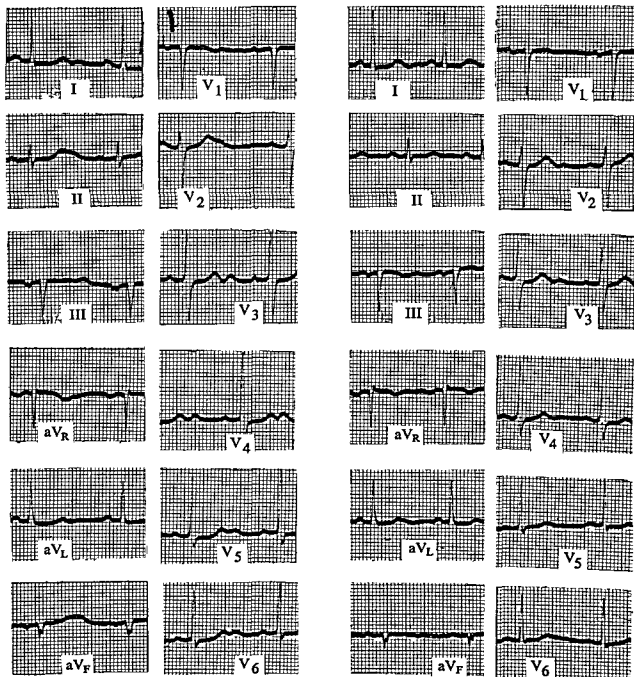 I V1 I V1
II V2 II V2
III V3 III V3
aVR V4 aVR V4
aVL V5 aVL V5
aVF V6 aVF V6